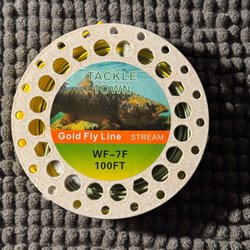 TACKLE
TOWN
Gold Fly Line STREAM
WF-7F
100FT